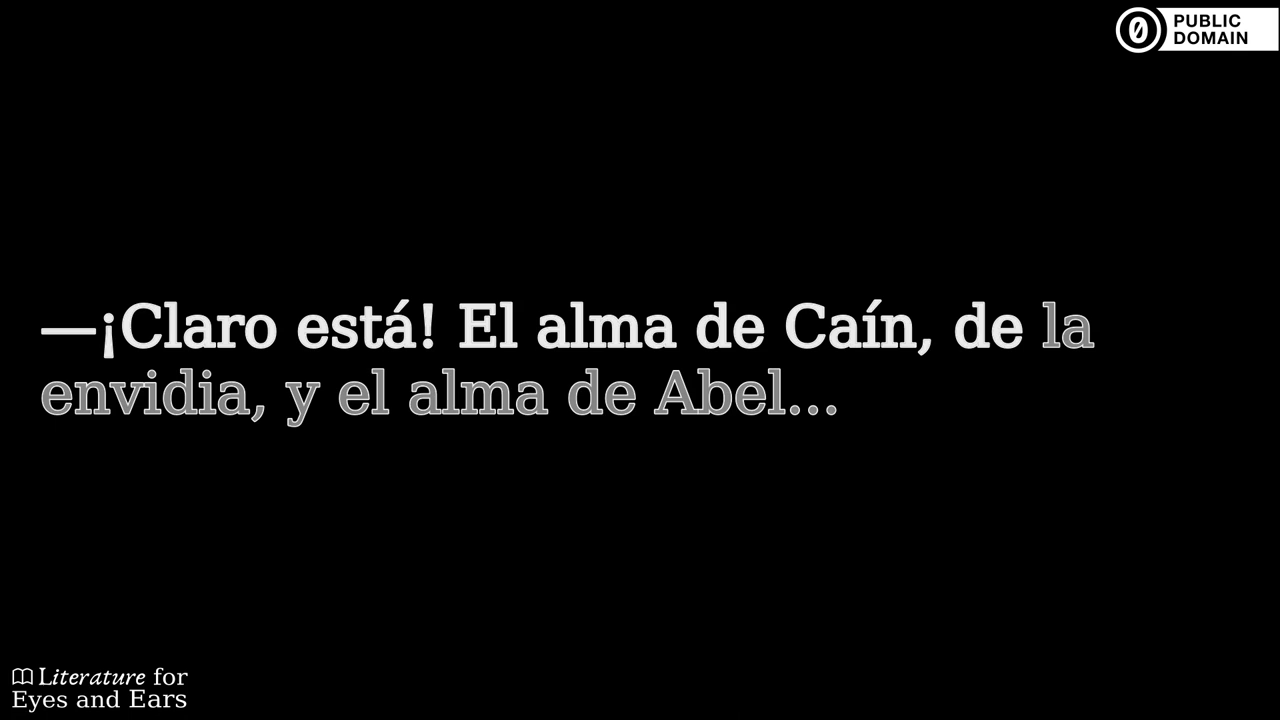 PUBLIC
DOMAIN
—¡Claro está! El alma de Caín, de la
envidia, y el alma de Abel...
Literature for
Eyes and Ears